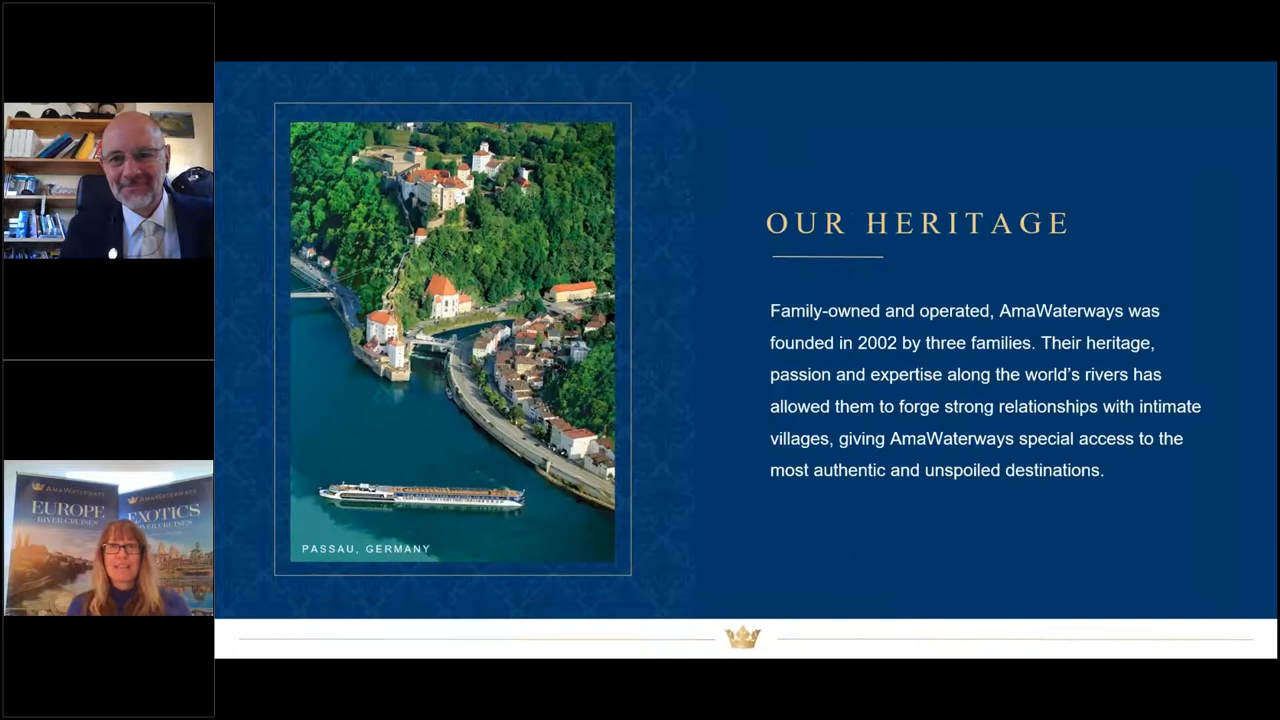 OUR HERITAGE
Family-owned and operated, AmaWaterways was
founded in 2002 by three families. Their heritage,
passion and expertise along the world's rivers has
allowed them to forge strong relationships with intimate
villages, giving AmaWaterways special access to the
most authentic and unspoiled destinations.
PASSAU, GERMANY
AMAWATERWAYS
EUROPE
RIVER CRUISES
AMAWATERWAYS
EXOTICS
RIVER CRUISES